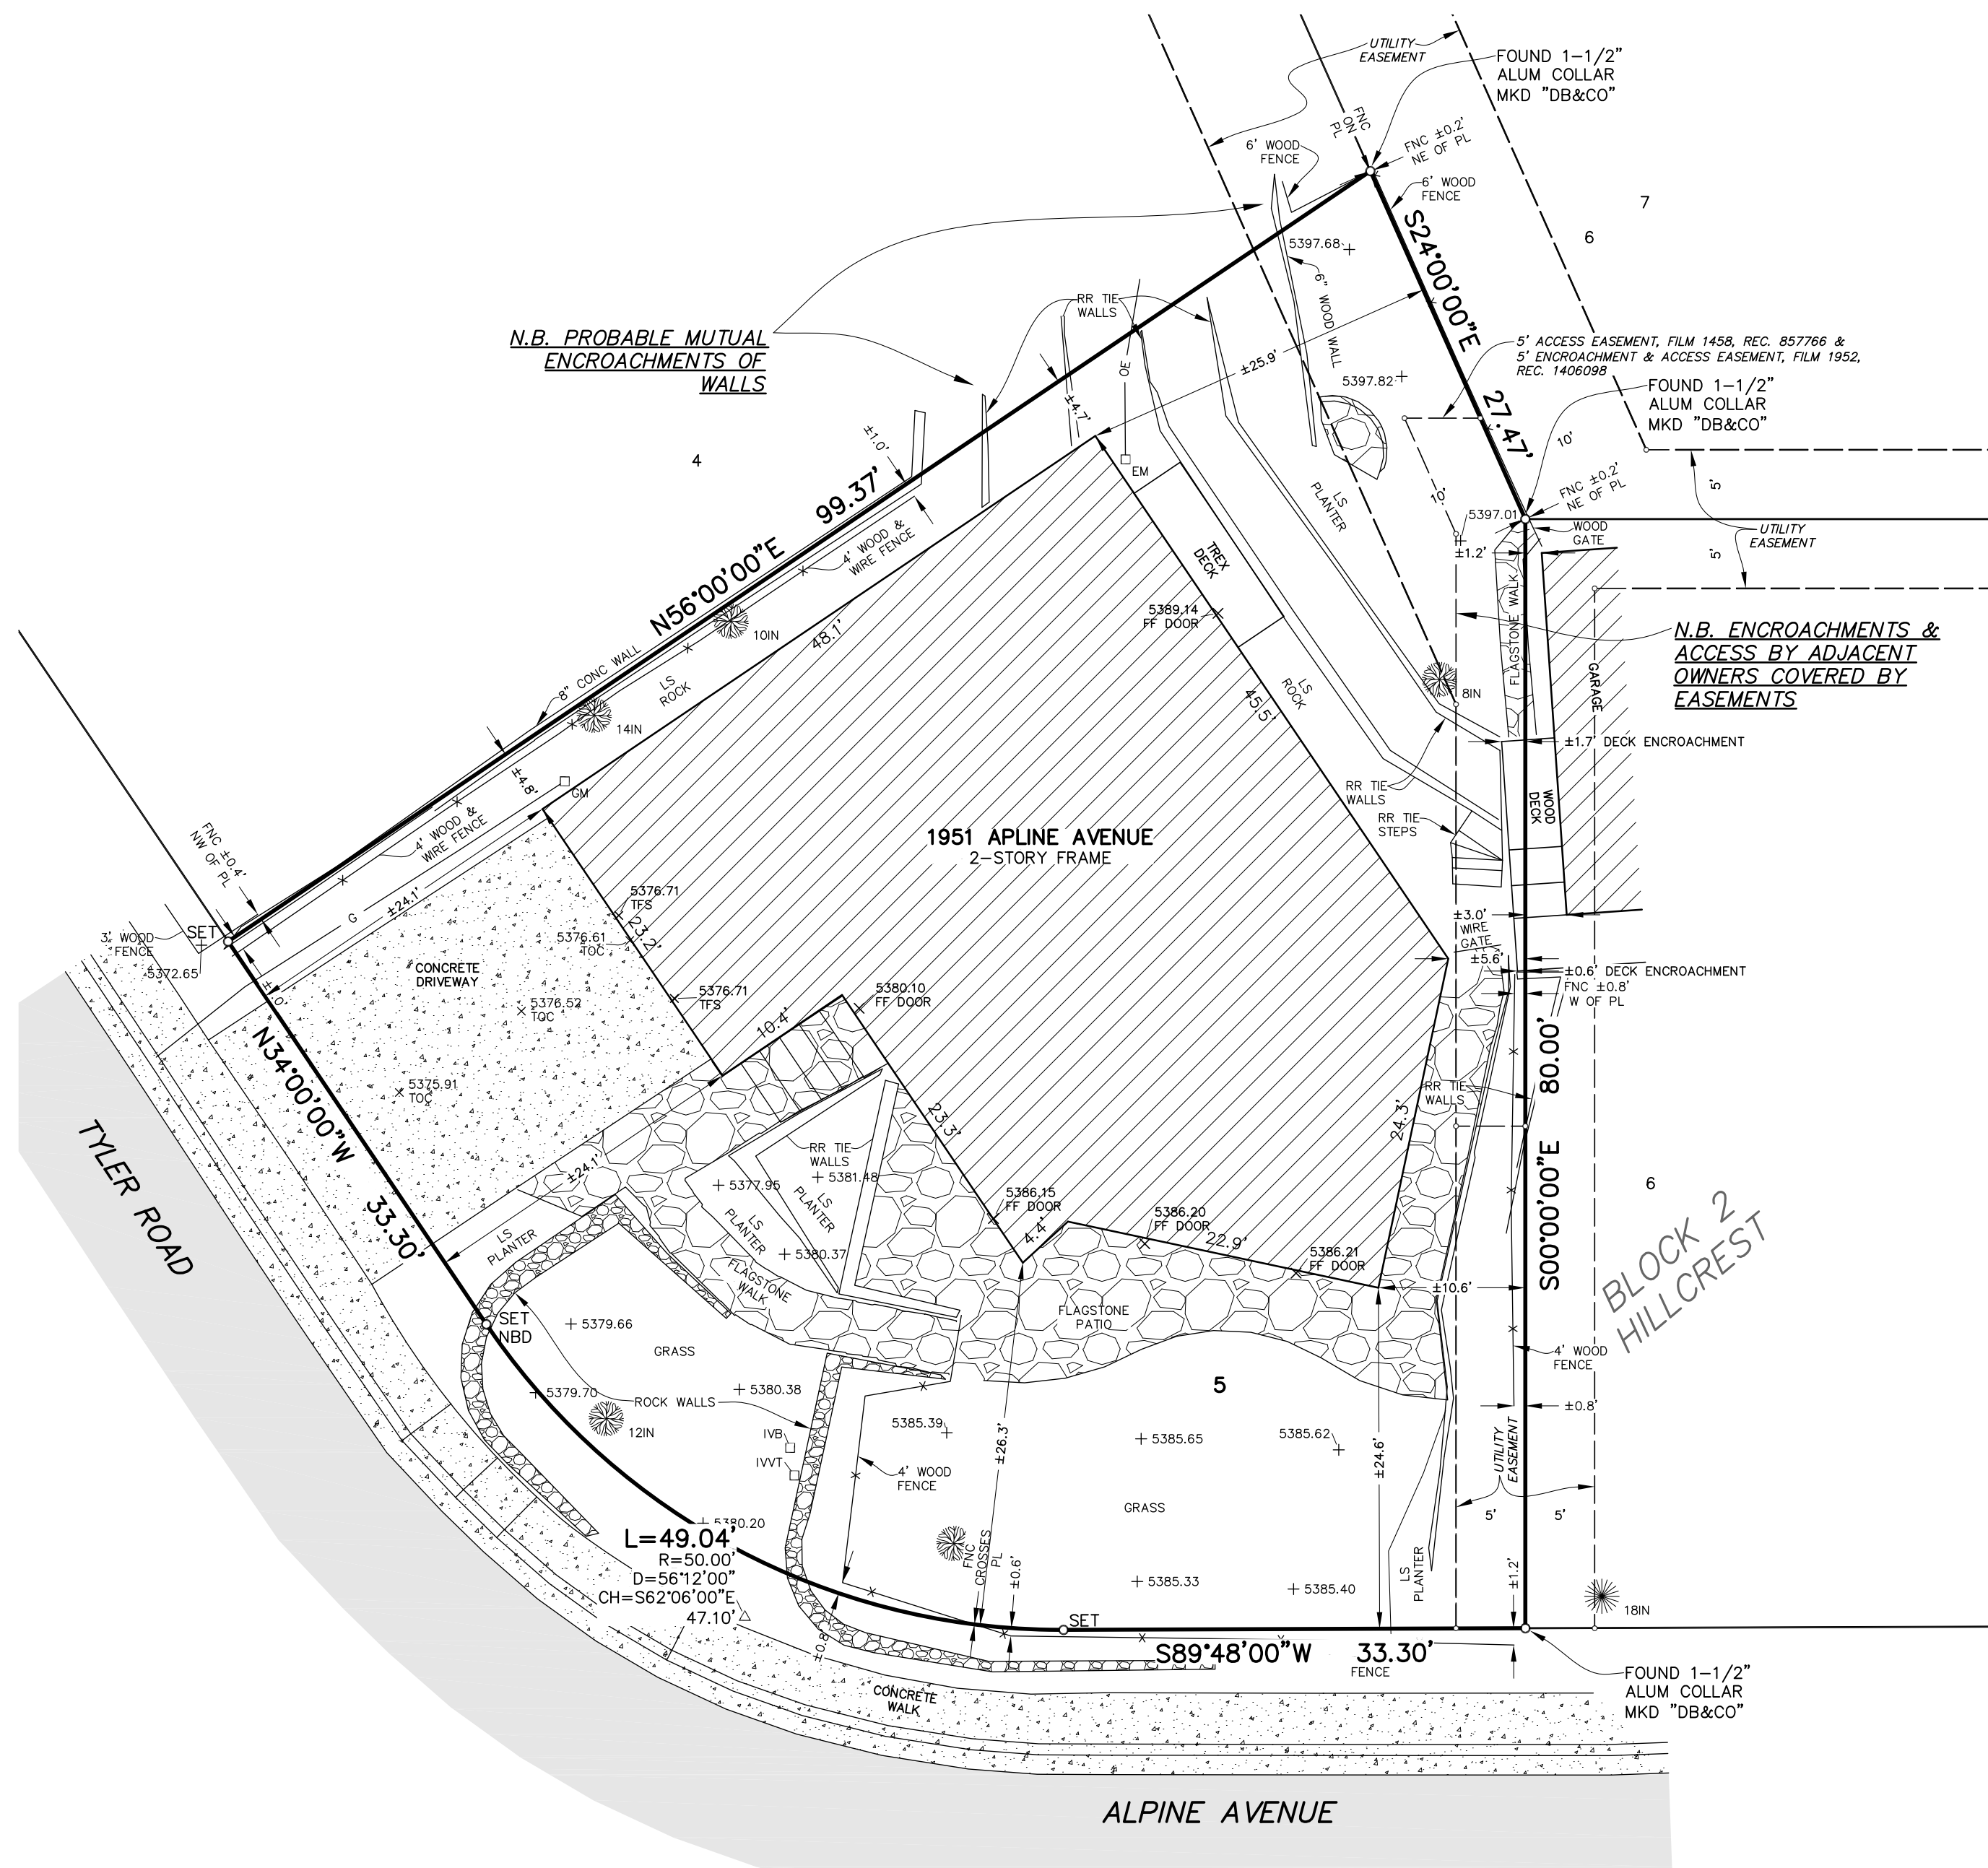 UTILITY
EASEMENT
FOUND 1-1/2"
ALUM COLLAR
MKD "DB&CO"
FNC
ON
PL
FNC ±0.2'
NE OF PL
6' WOOD
FENCE
6' WOOD
FENCE
7
6
5397.68
S24°00'00"E
27.47'
6" WOOD WALL
RR TIE
WALLS
N.B. PROBABLE MUTUAL
ENCROACHMENTS OF
WALLS
5' ACCESS EASEMENT, FILM 1458, REC. 857766 &
5' ENCROACHMENT & ACCESS EASEMENT, FILM 1952,
REC. 1406098
FOUND 1-1/2"
ALUM COLLAR
MKD "DB&CO"
OE
±25.9'
5397.82
±4.7'
±1.0'
4
10'
10'
FNC ±0.2'
NE OF PL
EM
99.37'
N56°00'00"E
4' WOOD &
WIRE FENCE
LS
PLANTER
5397.01
WOOD
GATE
±1.2'
5'
5'
UTILITY
EASEMENT
TREX
DECK
FLAGSTONE WALK
10IN
48.1'
5389.14
FF DOOR
N.B. ENCROACHMENTS &
ACCESS BY ADJACENT
OWNERS COVERED BY
EASEMENTS
8" CONC WALL
LS
ROCK
LS
ROCK
45.5'
8IN
GARAGE
14IN
±1.7' DECK ENCROACHMENT
±4.8'
GM
RR TIE
WALLS
RR TIE
STEPS
WOOD
DECK
1951 APLINE AVENUE
2-STORY FRAME
FNC ±0.4'
NW OF PL
4' WOOD &
WIRE FENCE
G
±24.1'
5376.71
TFS
23.2'
5376.61
TOC
±3.0'
WIRE
GATE
±5.6'
±0.6' DECK ENCROACHMENT
FNC ±0.8'
W OF PL
SET
3' WOOD
FENCE
5372.65
CONCRETE
DRIVEWAY
5376.71
TFS
5376.52
TOC
5380.10
FF DOOR
10.4'
N34°00'00"W
33.30'
5375.91
TOC
80.00'
S00°00'00"E
RR TIE
WALLS
23.3'
24.3'
TYLER ROAD
±24.1'
RR TIE
WALLS
5381.48
5377.95
LS
PLANTER
LS
PLANTER
5386.15
FF DOOR
4.4'
5386.20
FF DOOR
22.9'
5386.21
FF DOOR
6
BLOCK 2
HILLCREST
LS
PLANTER
5380.37
FLAGSTONE
WALK
±10.6'
FLAGSTONE
PATIO
SET
NBD
5379.66
GRASS
4' WOOD
FENCE
5
5379.70
5380.38
ROCK WALLS
±0.8'
12IN
5385.39
5385.65
5385.62
IVB
IVVT
±26.3'
±24.6'
UTILITY
EASEMENT
4' WOOD
FENCE
GRASS
5'
5'
5380.20
L=49.04'
R=50.00'
D=56°12'00"
CH=S62°06'00"E
47.10'
FNC
CROSSES
PL
±0.6'
5385.33
5385.40
LS
PLANTER
±1.2'
18IN
SET
±0.8'
S89°48'00"W
33.30'
FENCE
FOUND 1-1/2"
ALUM COLLAR
MKD "DB&CO"
CONCRETE
WALK
ALPINE AVENUE